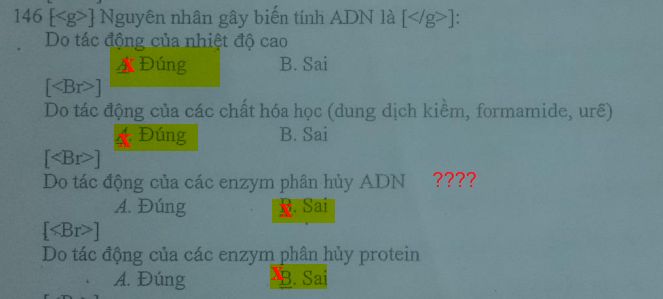 146 [<g>] Nguyên nhân gây biến tính ADN là [</g>]:
Do tác động của nhiệt độ cao
A. Đúng B. Sai
[<Br>]
Do tác động của các chất hóa học (dung dịch kiềm, formamide, urê)
A. Đúng B. Sai
[<Br>]
Do tác động của các enzym phân hủy ADN ????
A. Đúng B. Sai
[<Br>]
Do tác động của các enzym phân hủy protein
A. Đúng B. Sai